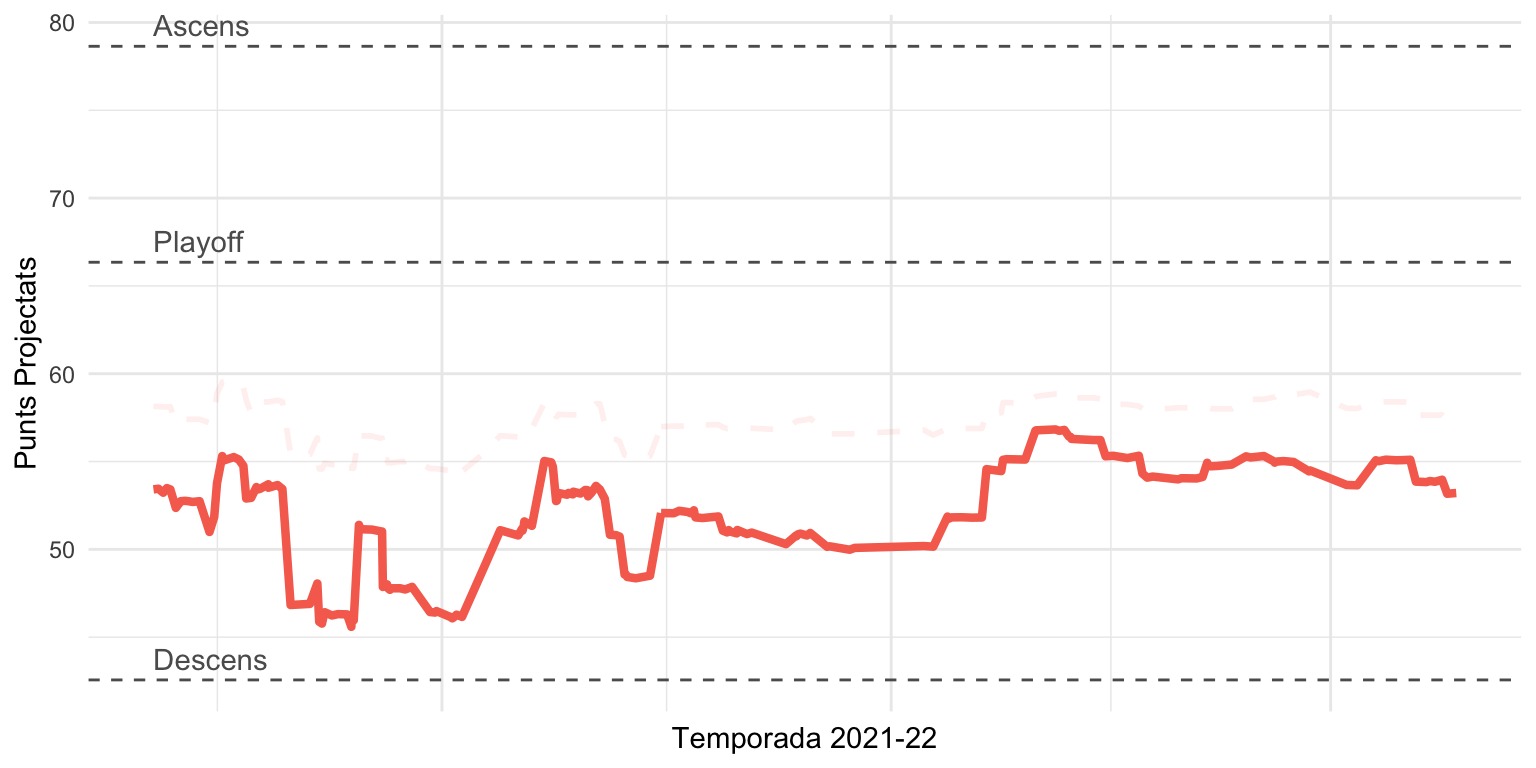 80
Ascens
70
Playoff
60
50
Descens
Punts Projectats
Temporada 2021-22